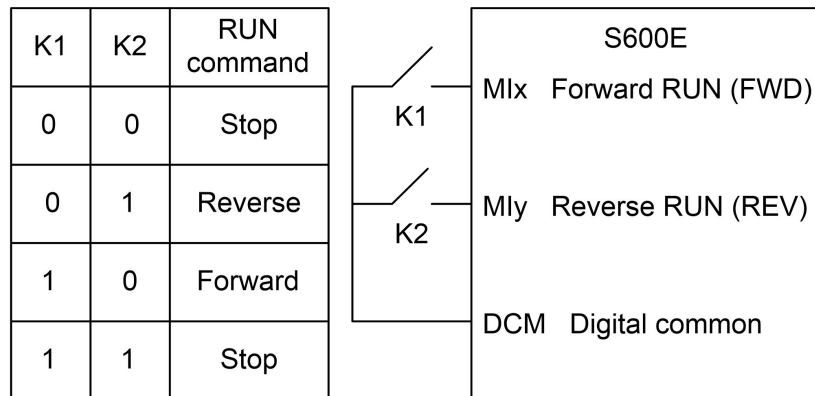 K1 K2 RUN command
0 0 Stop
0 1 Reverse
1 0 Forward
1 1 Stop
K1
K2
S600E
MIx Forward RUN (FWD)
MIy Reverse RUN (REV)
DCM Digital common